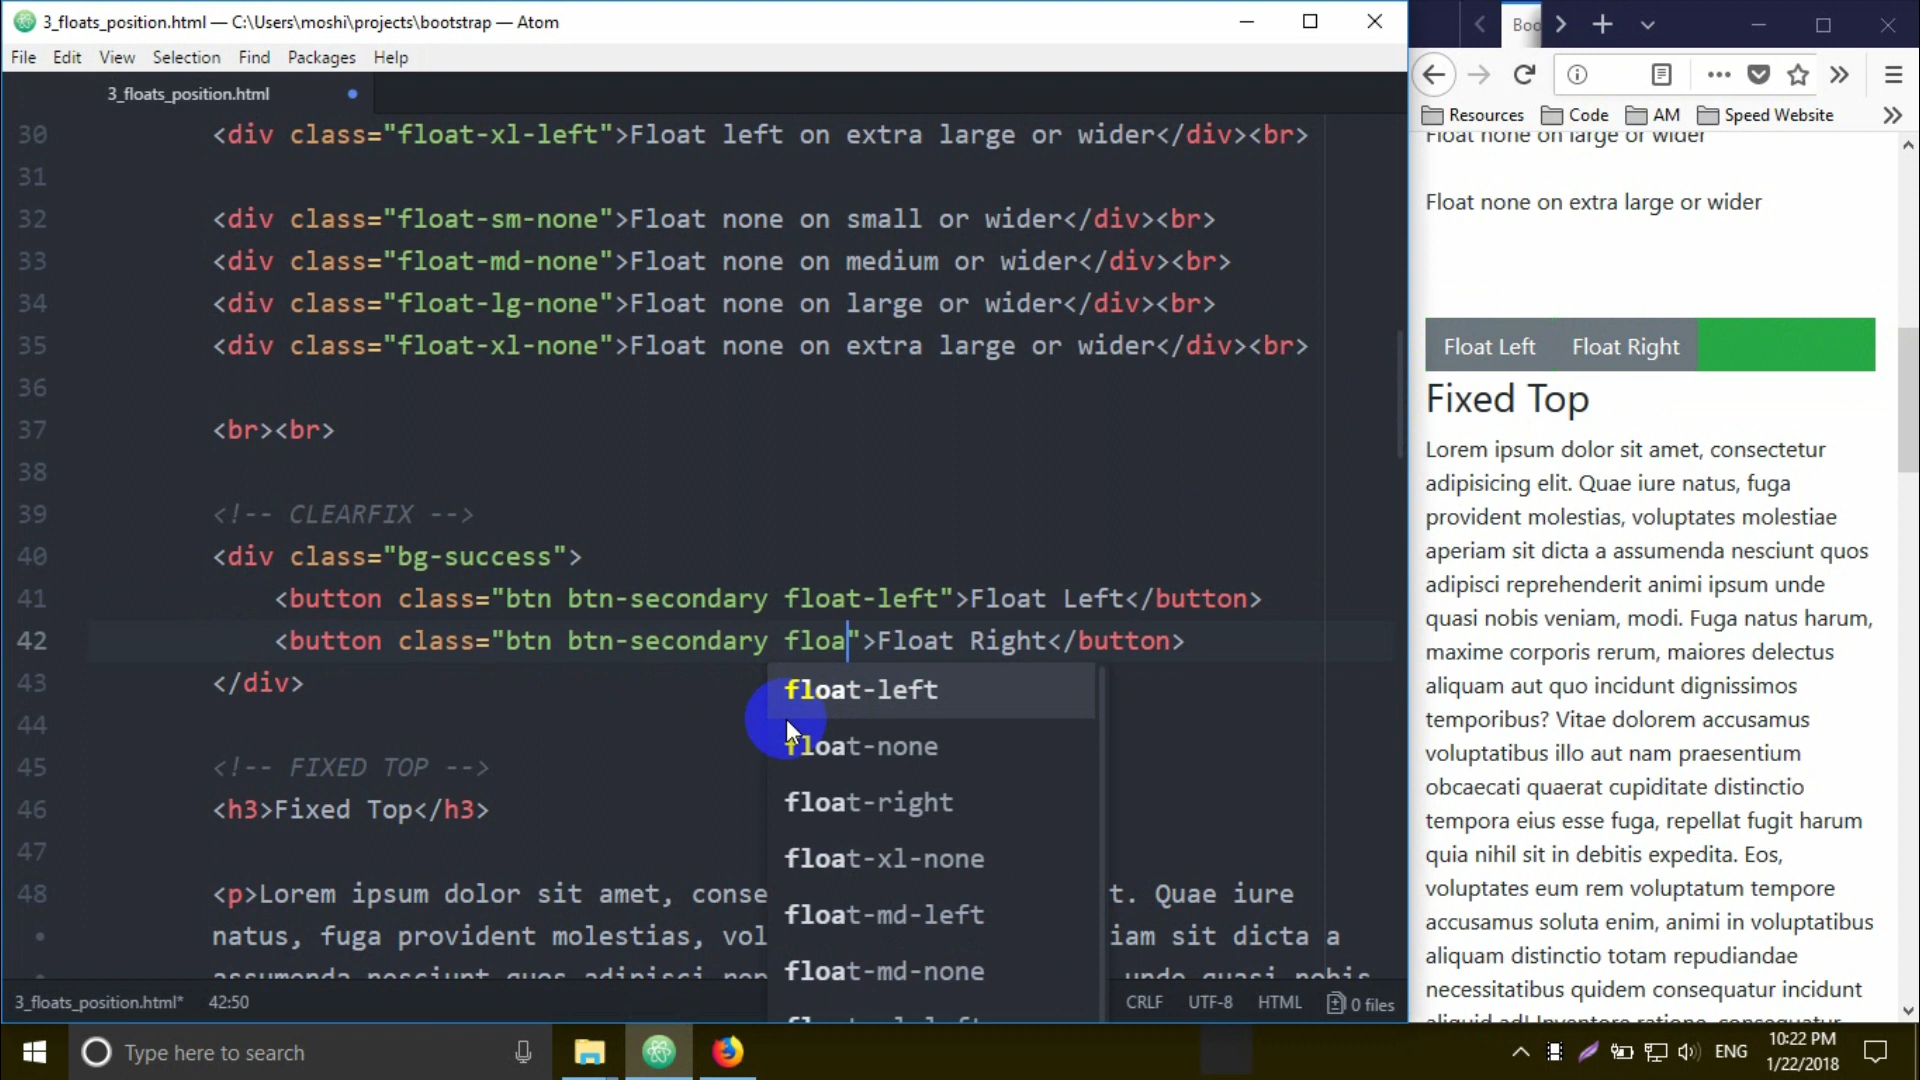 3_floats_position.html — C:\Users\moshi\projects\bootstrap — Atom
File Edit View Selection Find Packages Help
3_floats_position.html
30 <div class="float-xl-left">Float left on extra large or wider</div><br>
31
32 <div class="float-sm-none">Float none on small or wider</div><br>
33 <div class="float-md-none">Float none on medium or wider</div><br>
34 <div class="float-lg-none">Float none on large or wider</div><br>
35 <div class="float-xl-none">Float none on extra large or wider</div><br>
36
37 <br><br>
38
39 <!-- CLEARFIX -->
40 <div class="bg-success">
41 <button class="btn btn-secondary float-left">Float Left</button>
42 <button class="btn btn-secondary floa">Float Right</button>
43 </div>
44
45 <!-- FIXED TOP -->
46 <h3>Fixed Top</h3>
47
48 <p>Lorem ipsum dolor sit amet, conse t. Quae iure
natus, fuga provident molestias, vol iam sit dicta a
assumenda nesciunt quos adipisci rep unde quasi nobis
float-left
float-none
float-right
float-xl-none
float-md-left
float-md-none
3_floats_position.html* 42:50 CRLF UTF-8 HTML 0 files
Boo
Resources Code AM Speed Website
Float none on large or wider
Float none on extra large or wider
Float Left Float Right
Fixed Top
Lorem ipsum dolor sit amet, consectetur
adipisicing elit. Quae iure natus, fuga
provident molestias, voluptates molestiae
aperiam sit dicta a assumenda nesciunt quos
adipisci reprehenderit animi ipsum unde
quasi nobis veniam, modi. Fuga natus harum,
maxime corporis rerum, maiores delectus
aliquam aut quo incidunt dignissimos
temporibus? Vitae dolorem accusamus
voluptatibus illo aut nam praesentium
obcaecati quaerat cupiditate distinctio
tempora eius esse fuga, repellat fugit harum
quia nihil sit in debitis expedita. Eos,
voluptates eum rem voluptatum tempore
accusamus soluta enim, animi in voluptatibus
aliquam distinctio totam repudiandae
necessitatibus quidem consequatur incidunt
Type here to search
ENG
10:22 PM
1/22/2018